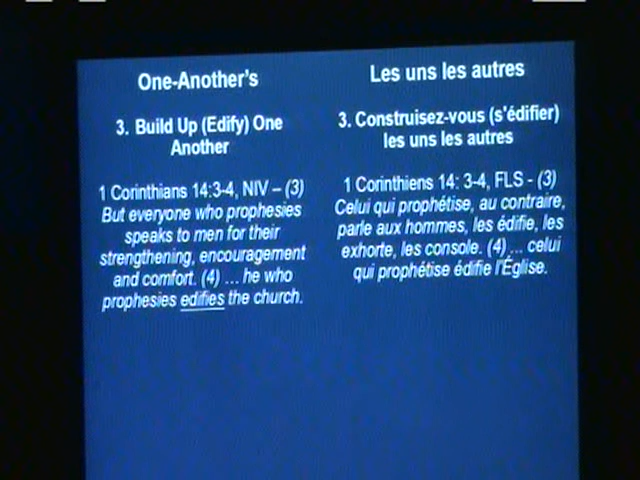 One-Another's
3. Build Up (Edify) One
Another
1 Corinthians 14:3-4, NIV – (3)
But everyone who prophesies
speaks to men for their
strengthening, encouragement
and comfort. (4) ... he who
prophesies edifies the church.
Les uns les autres
3. Construisez-vous (s'édifier)
les uns les autres
1 Corinthiens 14: 3-4, FLS - (3)
Celui qui prophétise, au contraire,
parle aux hommes, les édifie, les
exhorte, les console. (4) ... celui
qui prophétise édifie l'Église.